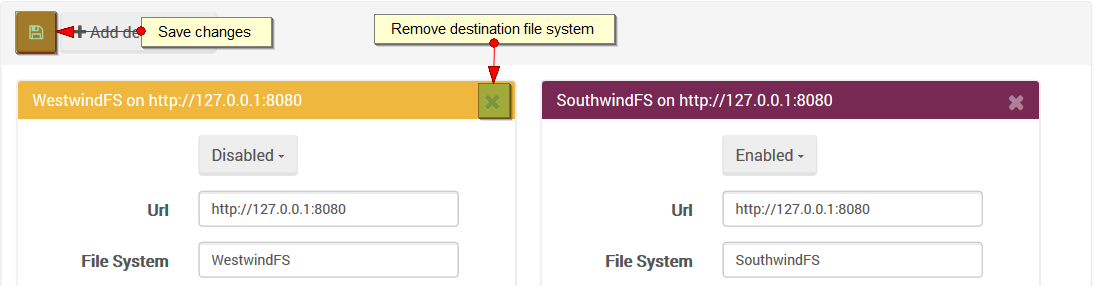 + Add de
Save changes
Remove destination file system
WestwindFS on http://127.0.0.1:8080
SouthwindFS on http://127.0.0.1:8080
Disabled
Enabled
Url
http://127.0.0.1:8080
Url
http://127.0.0.1:8080
File System
WestwindFS
File System
SouthwindFS